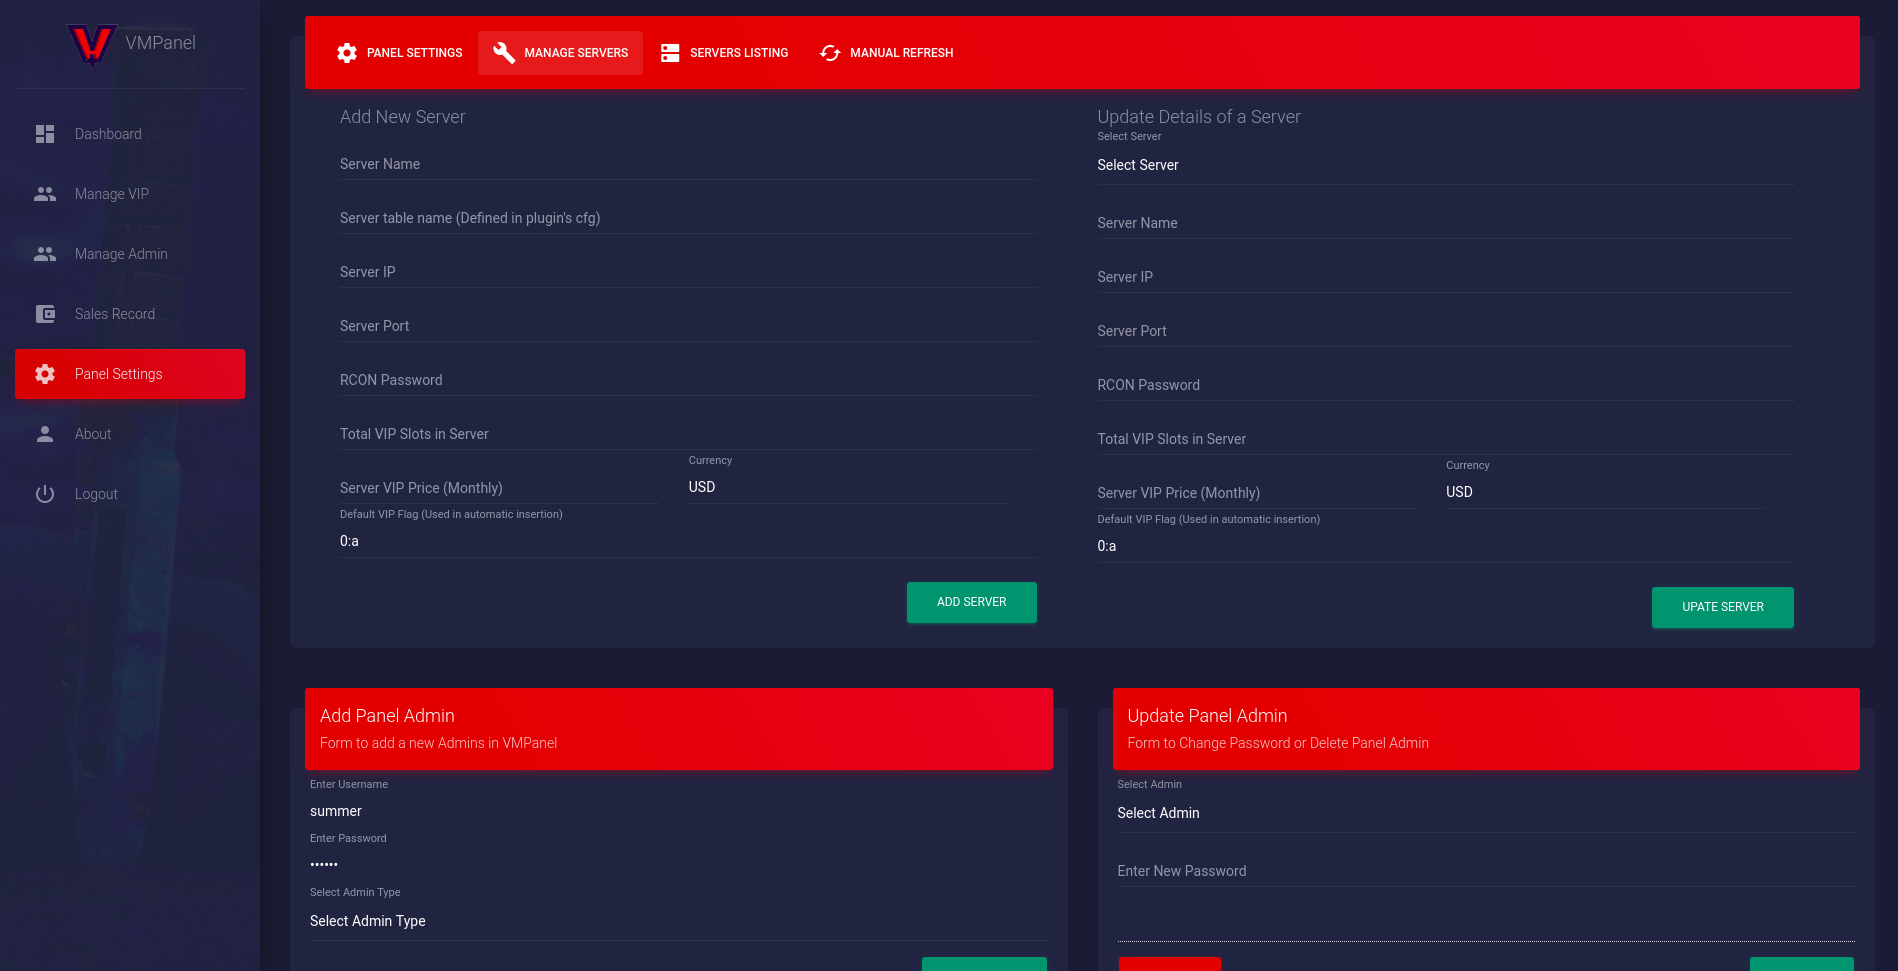 VMPanel
Dashboard
Manage VIP
Manage Admin
Sales Record
Panel Settings
About
Logout
PANEL SETTINGS
MANAGE SERVERS
SERVERS LISTING
MANUAL REFRESH
Add New Server
Server Name
Server table name (Defined in plugin's cfg)
Server IP
Server Port
RCON Password
Total VIP Slots in Server
Server VIP Price (Monthly)
Currency
USD
Default VIP Flag (Used in automatic insertion)
0:a
ADD SERVER
Update Details of a Server
Select Server
Select Server
Server Name
Server IP
Server Port
RCON Password
Total VIP Slots in Server
Server VIP Price (Monthly)
Currency
USD
Default VIP Flag (Used in automatic insertion)
0:a
UPATE SERVER
Add Panel Admin
Form to add a new Admins in VMPanel
Enter Username
summer
Enter Password
••••••
Select Admin Type
Select Admin Type
Update Panel Admin
Form to Change Password or Delete Panel Admin
Select Admin
Select Admin
Enter New Password